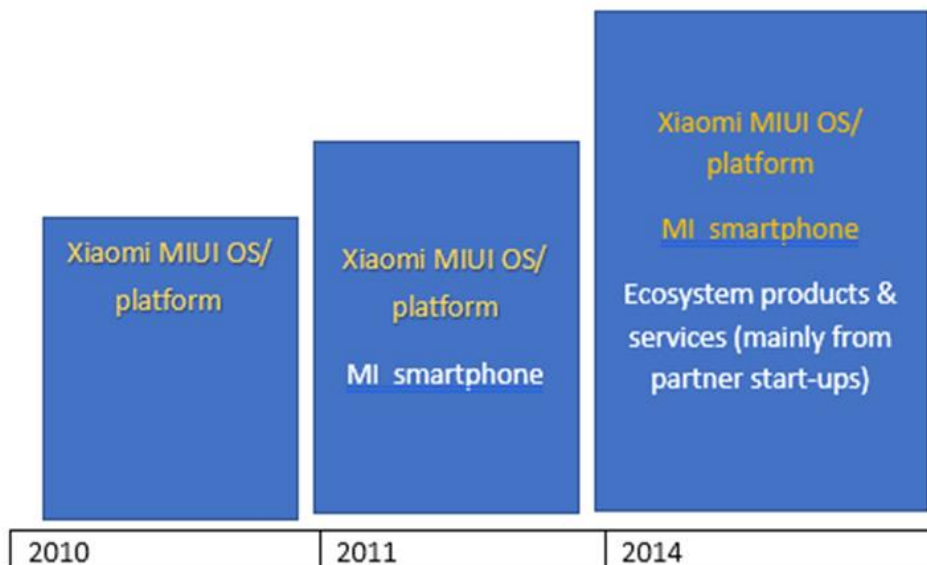 Xiaomi MIUI OS/
platform
Xiaomi MIUI OS/
platform
MI smartphone
Xiaomi MIUI OS/
platform
MI smartphone
Ecosystem products &
services (mainly from
partner start-ups)
2010
2011
2014